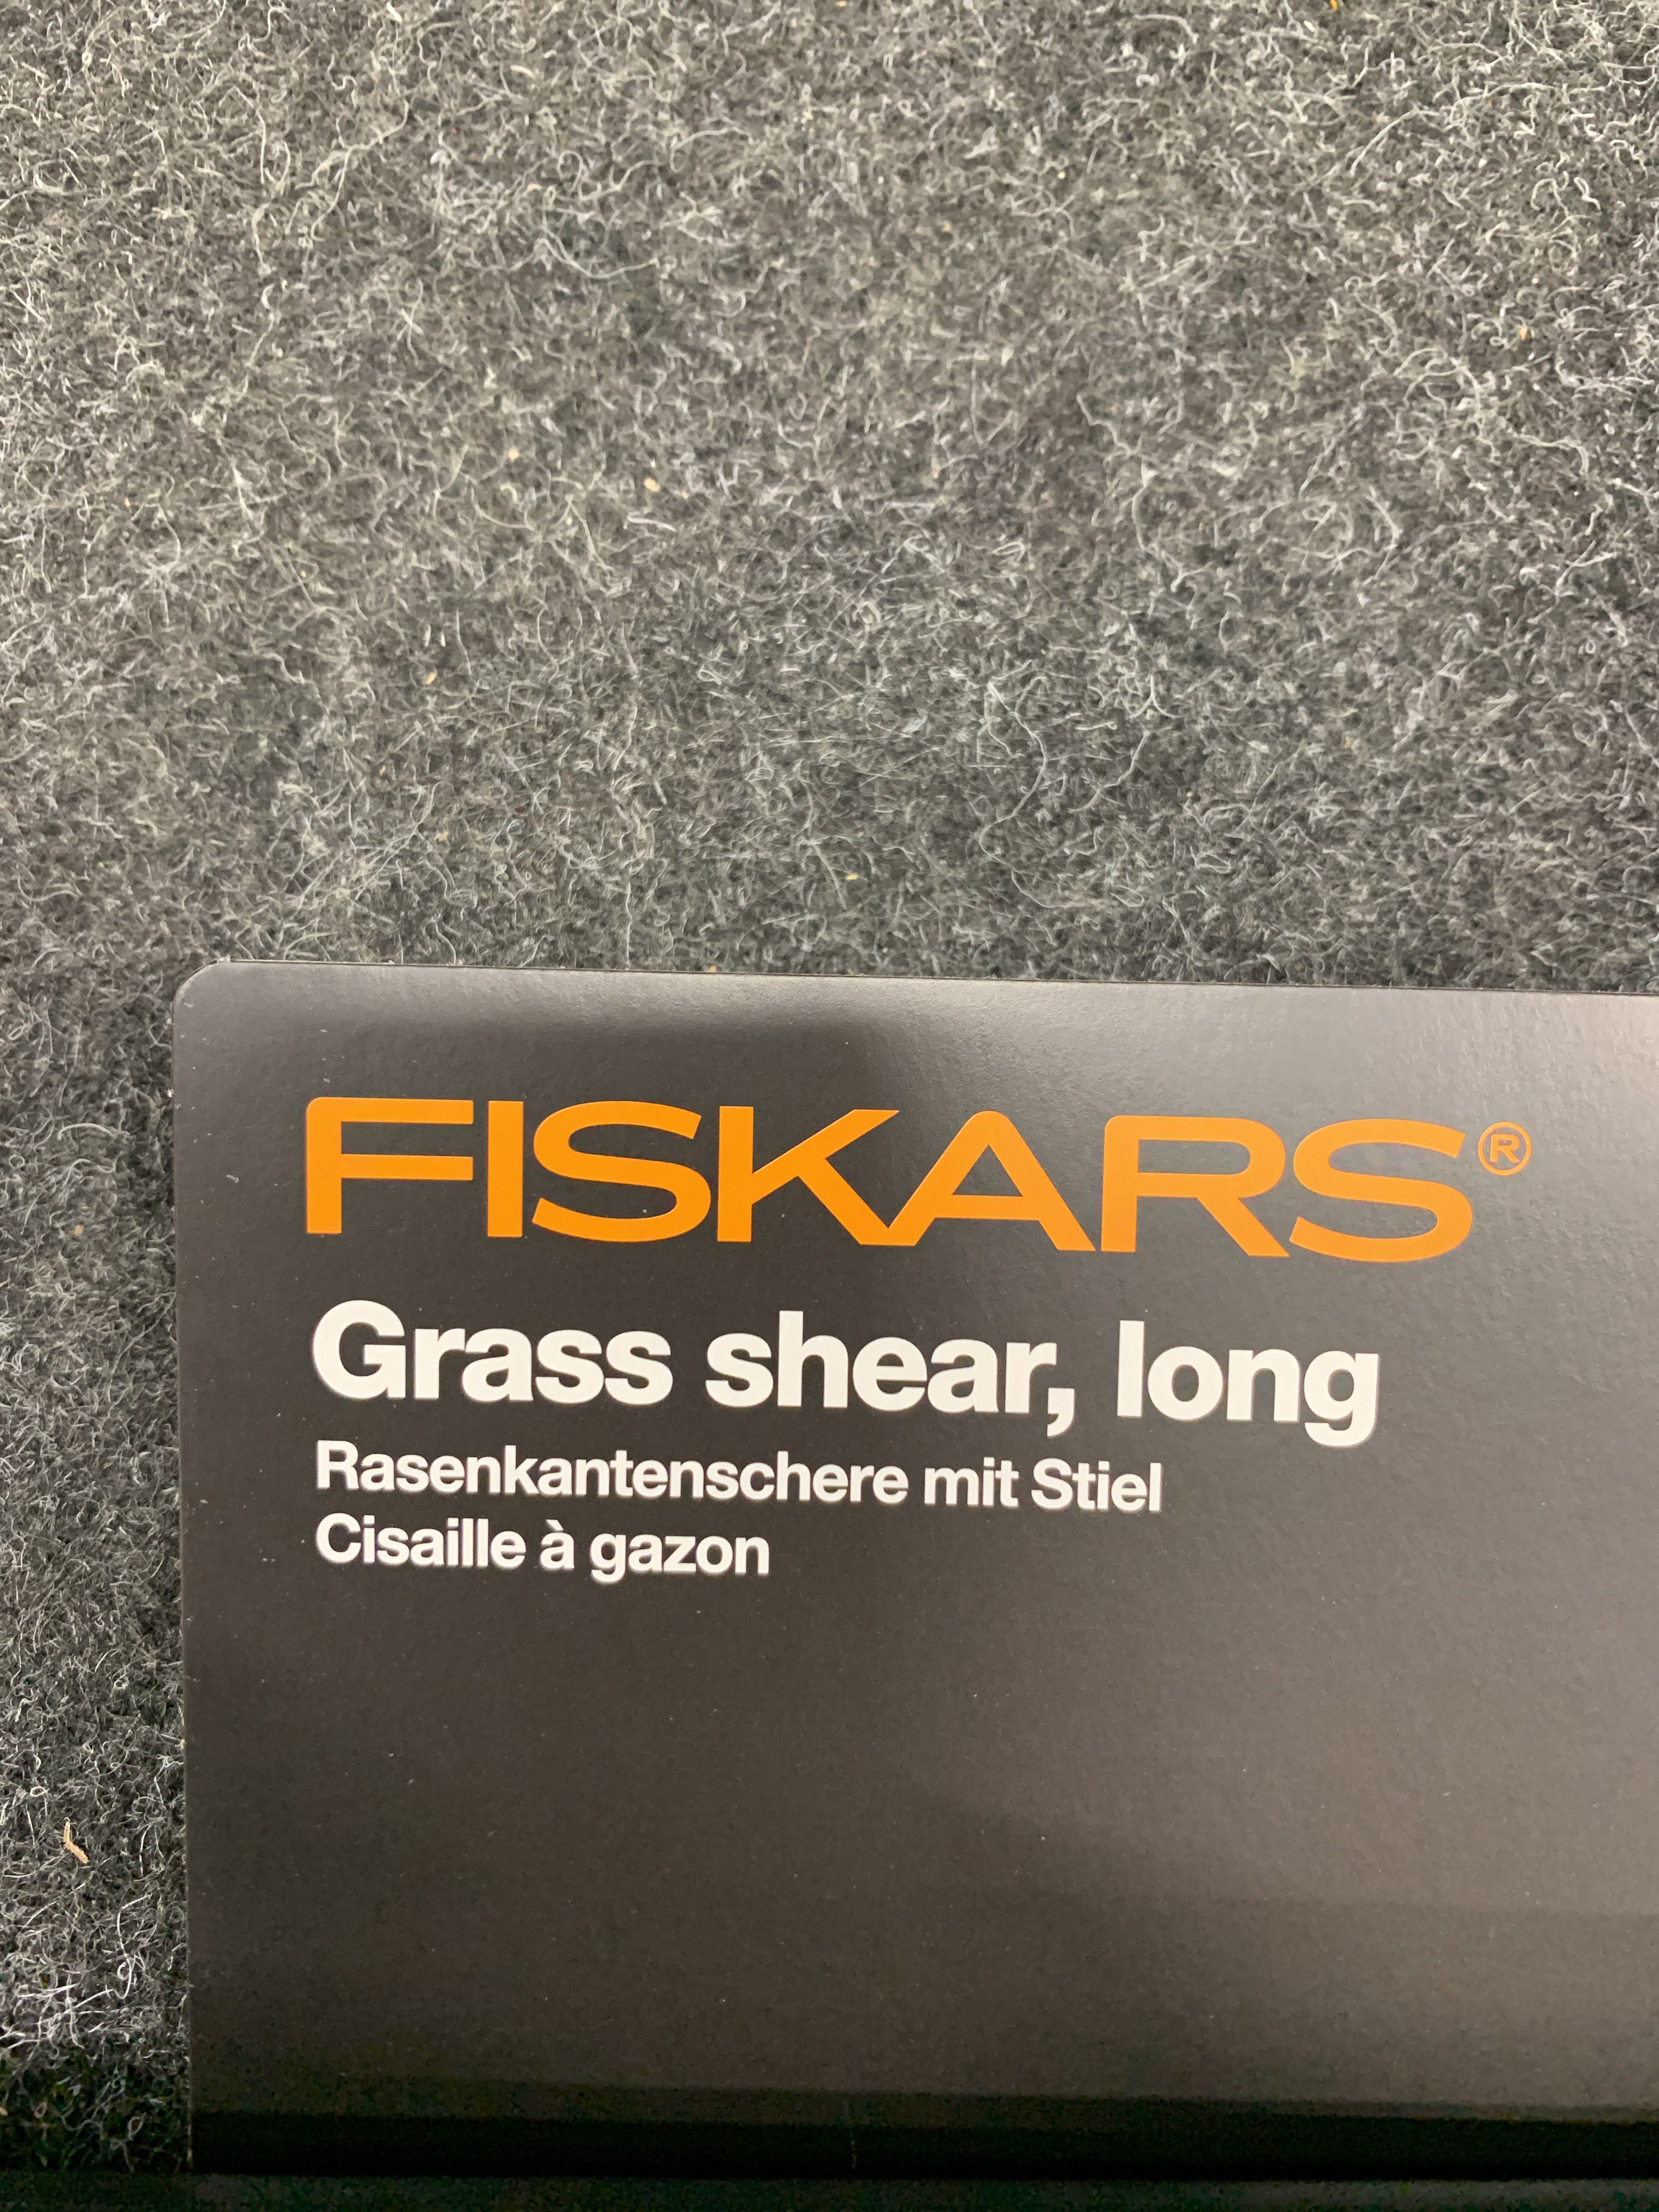 FISKARS®
Grass shear, long
Rasenkantenschere mit Stiel
Cisaille à gazon